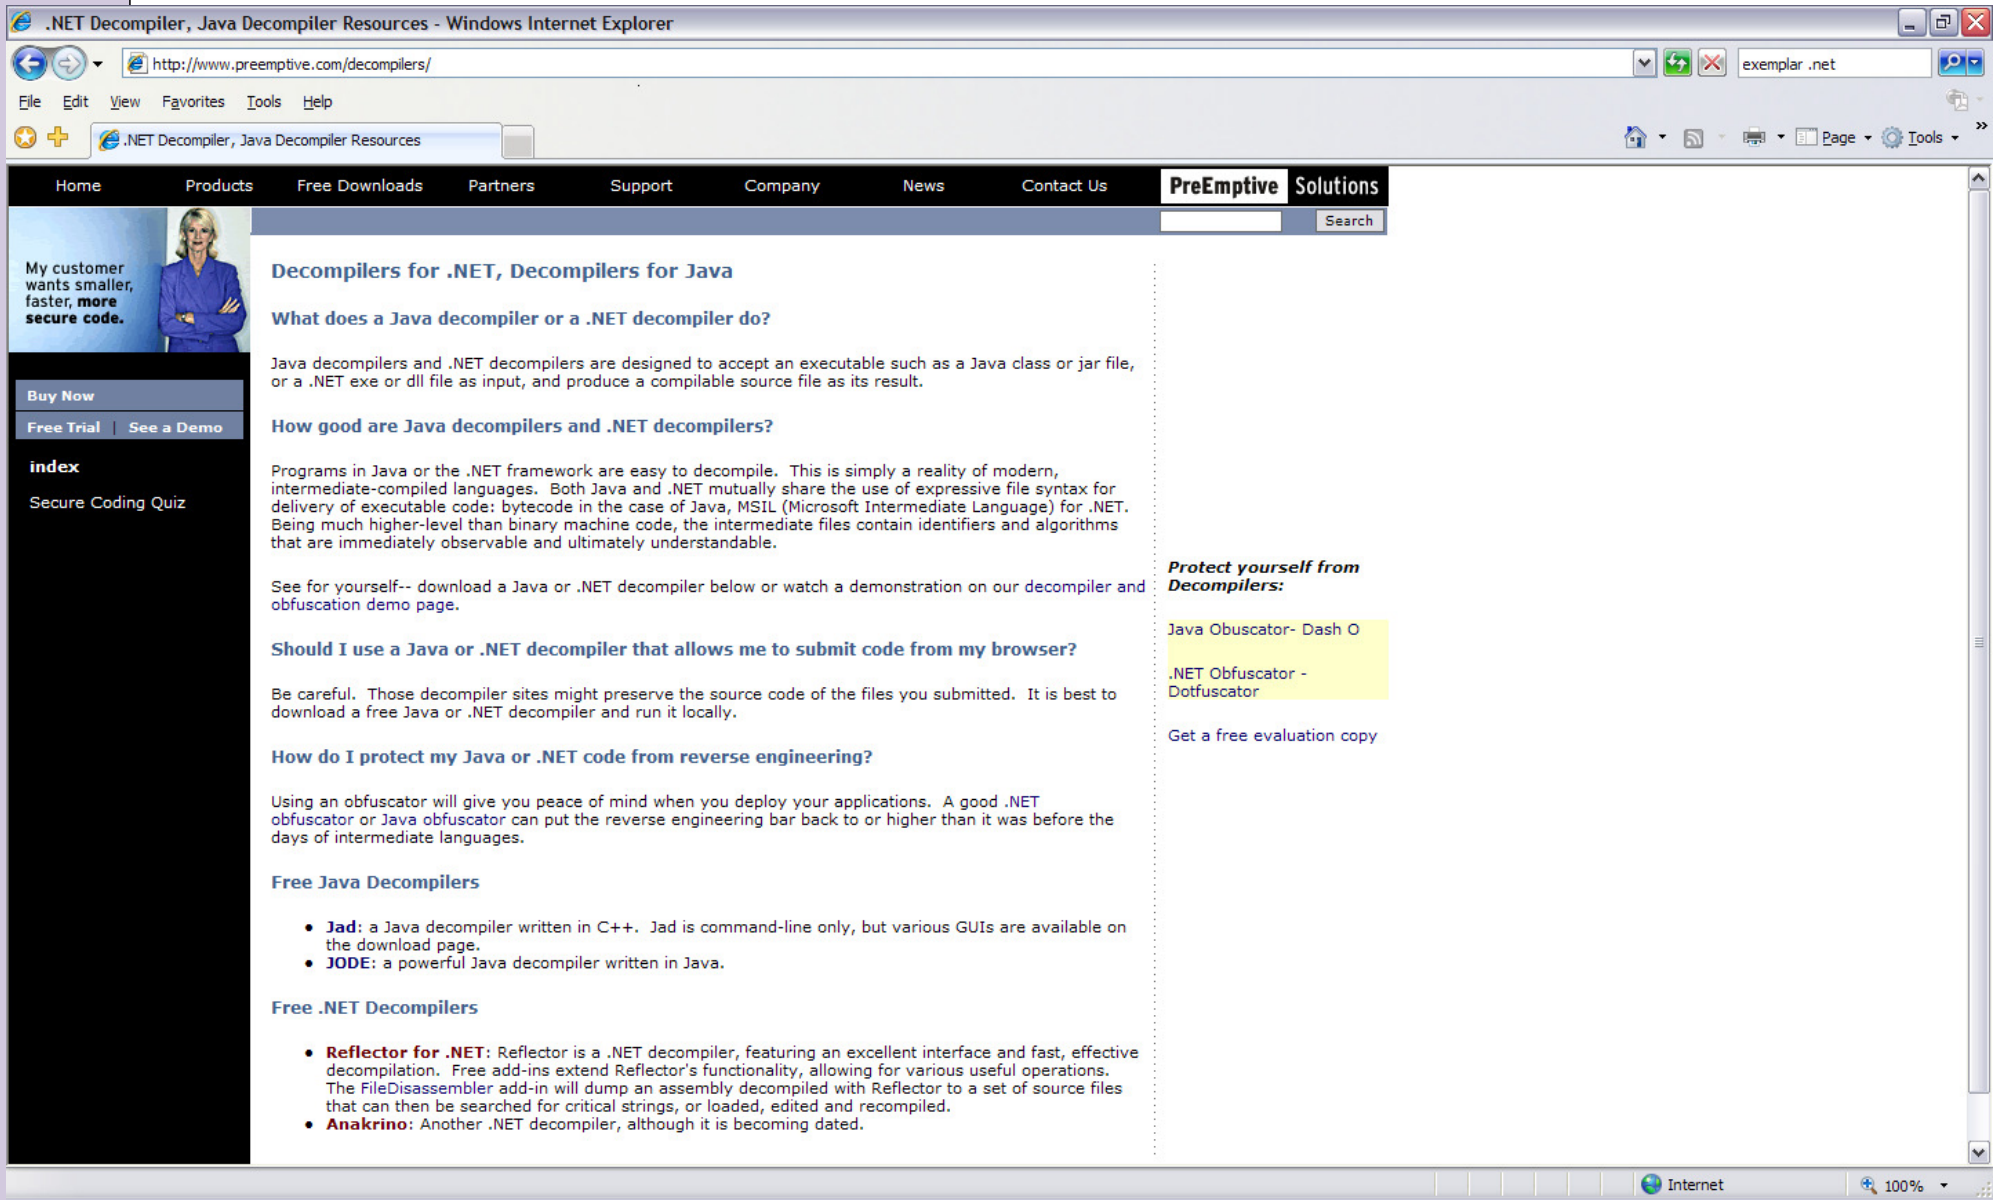 .NET Decompiler, Java Decompiler Resources - Windows Internet Explorer
http://www.preemptive.com/decompilers/
exemplar .net
File Edit View Favorites Tools Help
.NET Decompiler, Java Decompiler Resources
Page Tools »
Home Products Free Downloads Partners Support Company News Contact Us PreEmptive Solutions
Search
My customer
wants smaller,
faster, more
secure code.
Buy Now
Free Trial | See a Demo
index
Secure Coding Quiz
Decompilers for .NET, Decompilers for Java
What does a Java decompiler or a .NET decompiler do?
Java decompilers and .NET decompilers are designed to accept an executable such as a Java class or jar file,
or a .NET exe or dll file as input, and produce a compilable source file as its result.
How good are Java decompilers and .NET decompilers?
Programs in Java or the .NET framework are easy to decompile. This is simply a reality of modern,
intermediate-compiled languages. Both Java and .NET mutually share the use of expressive file syntax for
delivery of executable code: bytecode in the case of Java, MSIL (Microsoft Intermediate Language) for .NET.
Being much higher-level than binary machine code, the intermediate files contain identifiers and algorithms
that are immediately observable and ultimately understandable.
See for yourself-- download a Java or .NET decompiler below or watch a demonstration on our decompiler and
obfuscation demo page.
Should I use a Java or .NET decompiler that allows me to submit code from my browser?
Be careful. Those decompiler sites might preserve the source code of the files you submitted. It is best to
download a free Java or .NET decompiler and run it locally.
How do I protect my Java or .NET code from reverse engineering?
Using an obfuscator will give you peace of mind when you deploy your applications. A good .NET
obfuscator or Java obfuscator can put the reverse engineering bar back to or higher than it was before the
days of intermediate languages.
Free Java Decompilers
• Jad: a Java decompiler written in C++. Jad is command-line only, but various GUIs are available on
the download page.
• JODE: a powerful Java decompiler written in Java.
Free .NET Decompilers
• Reflector for .NET: Reflector is a .NET decompiler, featuring an excellent interface and fast, effective
decompilation. Free add-ins extend Reflector's functionality, allowing for various useful operations.
The FileDisassembler add-in will dump an assembly decompiled with Reflector to a set of source files
that can then be searched for critical strings, or loaded, edited and recompiled.
• Anakrino: Another .NET decompiler, although it is becoming dated.
Protect yourself from
Decompilers:
Java Obuscator- Dash O
.NET Obfuscator -
Dotfuscator
Get a free evaluation copy
Internet
100%